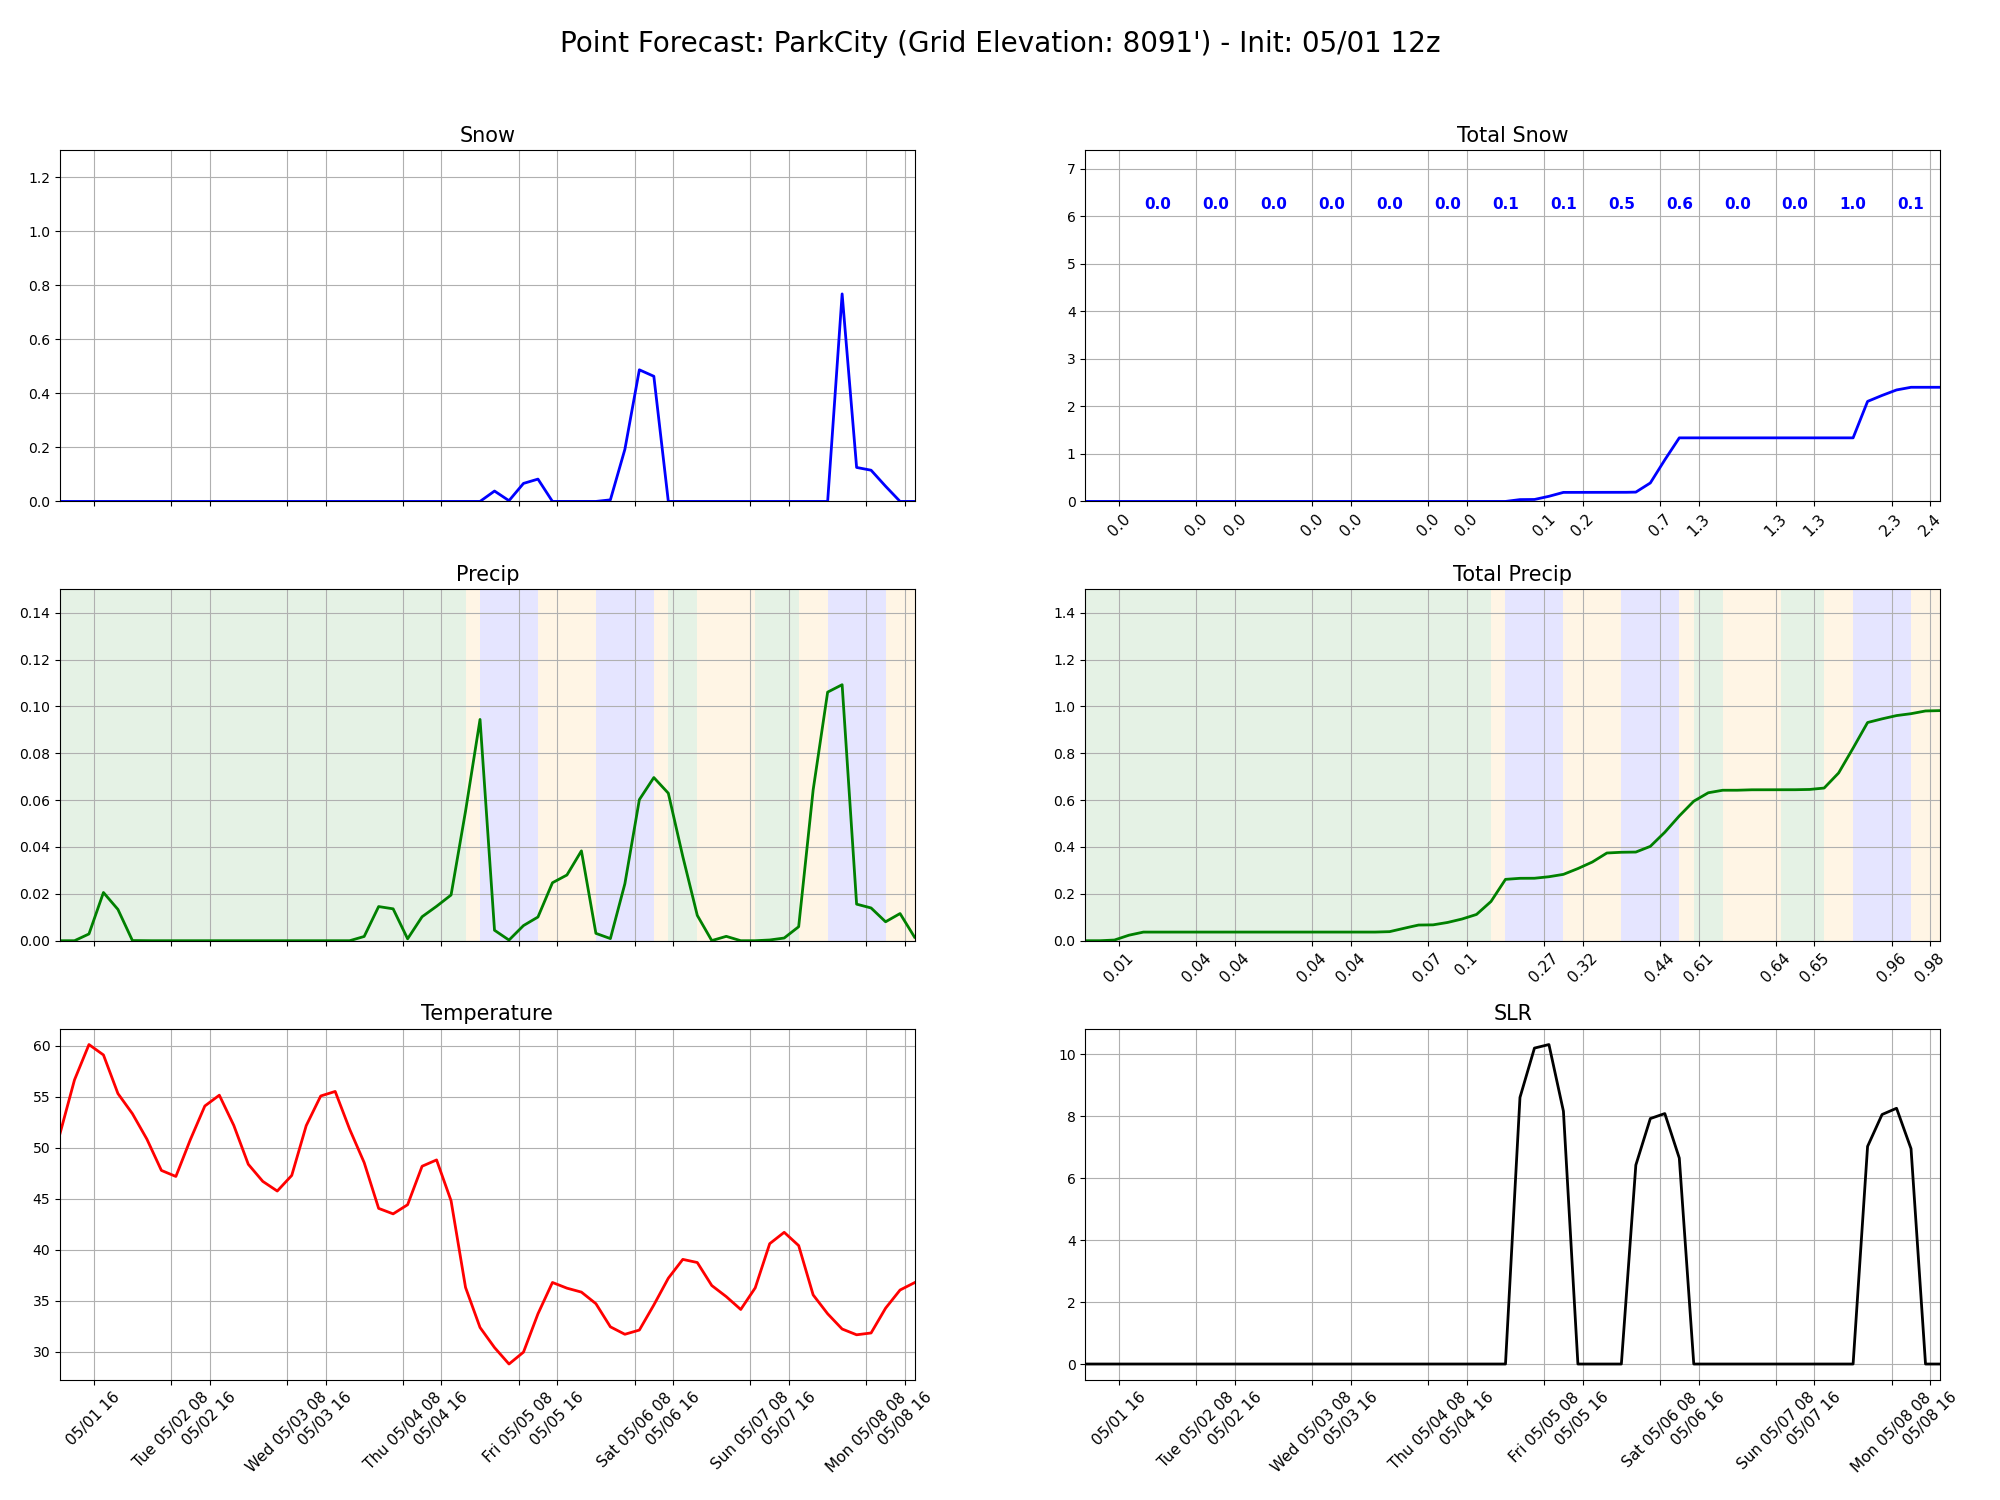 Point Forecast: ParkCity (Grid Elevation: 8091') - Init: 05/01 12z
Snow
1.2
1.0
0.8
0.6
0.4
0.2
0.0
Total Snow
7
6
5
4
3
2
1
0
0.0 0.0 0.0 0.0 0.0 0.0 0.1 0.1 0.5 0.6 0.0 0.0 1.0 0.1
0.0 0.0 0.0 0.0 0.0 0.0 0.0 0.1 0.2 0.7 1.3 1.3 1.3 2.3 2.4
Precip
0.14
0.12
0.10
0.08
0.06
0.04
0.02
0.00
Total Precip
1.4
1.2
1.0
0.8
0.6
0.4
0.2
0.0
0.01 0.04 0.04 0.04 0.04 0.07 0.1 0.27 0.32 0.44 0.61 0.64 0.65 0.96 0.98
Temperature
60
55
50
45
40
35
30
05/01 16
Tue 05/02 08
05/02 16
Wed 05/03 08
05/03 16
Thu 05/04 08
05/04 16
Fri 05/05 08
05/05 16
Sat 05/06 08
05/06 16
Sun 05/07 08
05/07 16
Mon 05/08 08
05/08 16
SLR
10
8
6
4
2
0
05/01 16
Tue 05/02 08
05/02 16
Wed 05/03 08
05/03 16
Thu 05/04 08
05/04 16
Fri 05/05 08
05/05 16
Sat 05/06 08
05/06 16
Sun 05/07 08
05/07 16
Mon 05/08 08
05/08 16